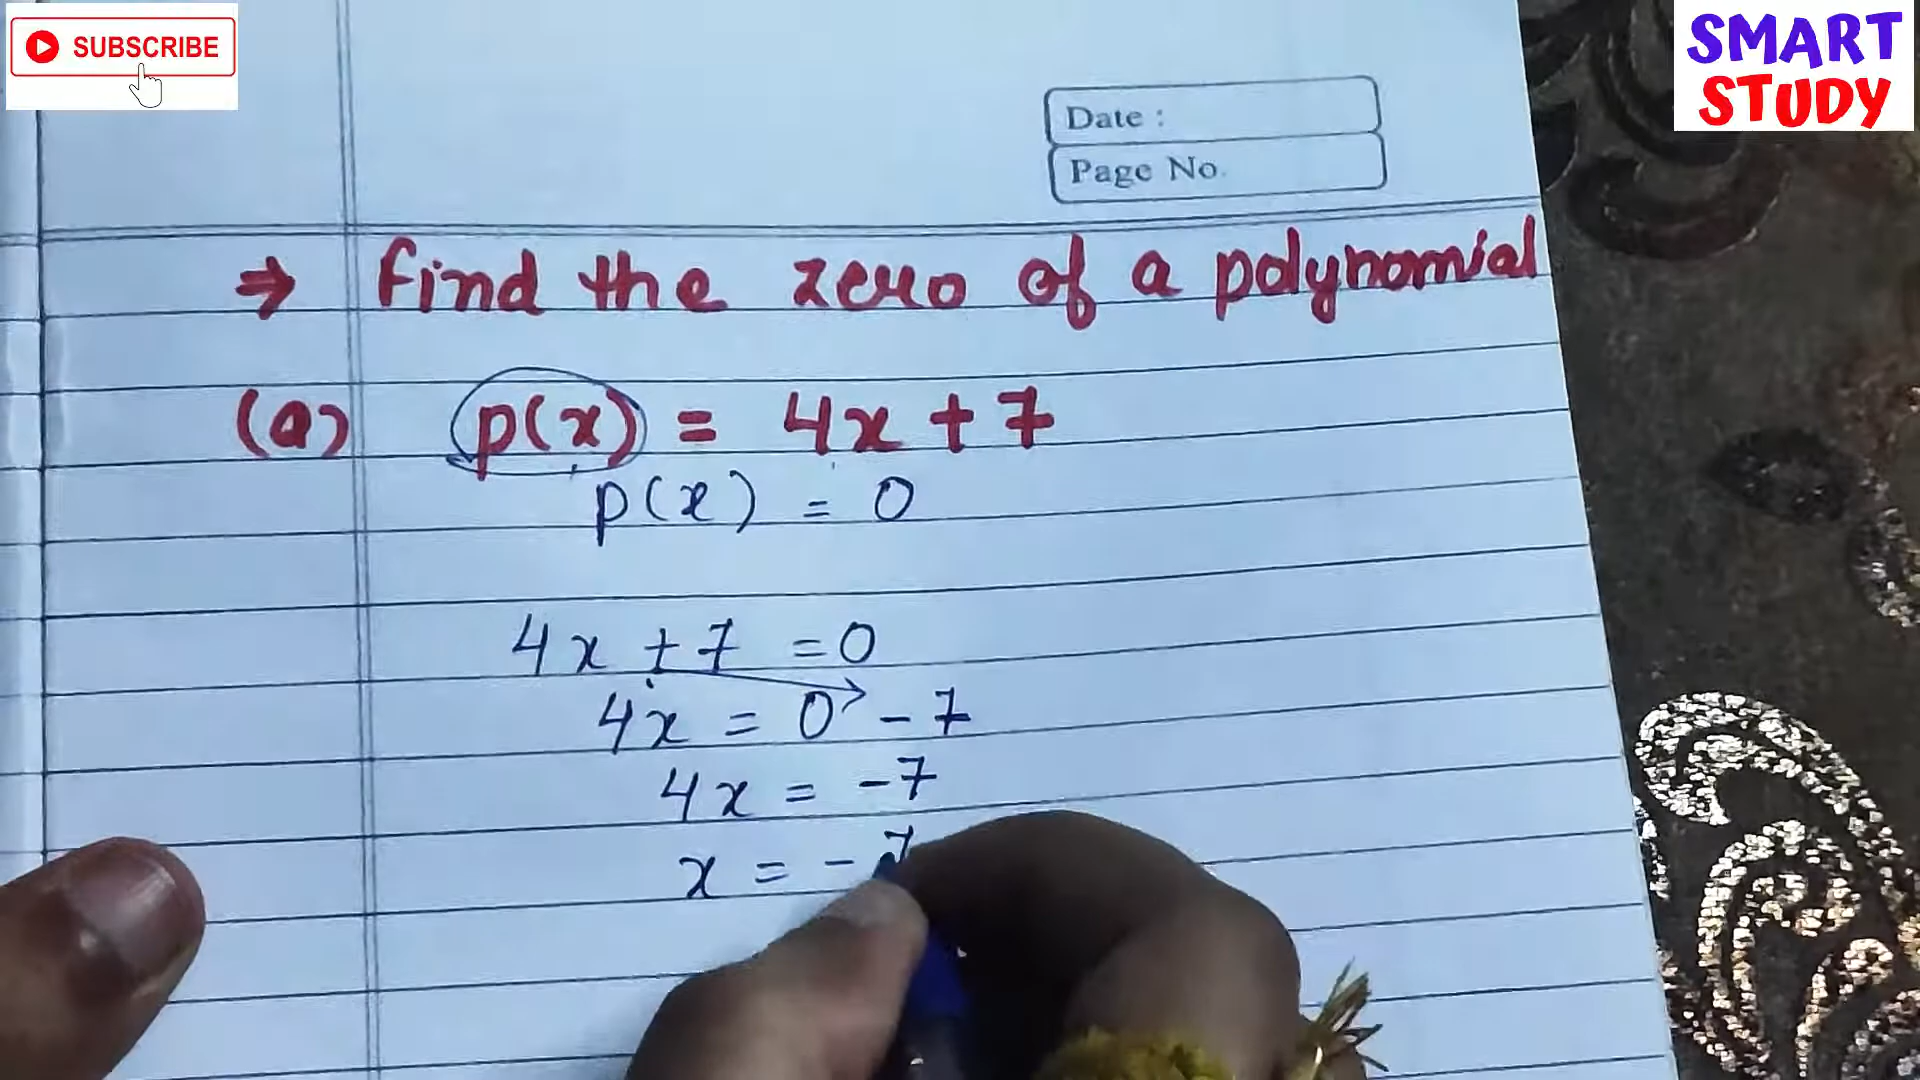 SUBSCRIBE
SMART
STUDY
Date :
Page No.
⇒ find the zero of a polynomial
(a) p(x) = 4x + 7
p(x) = 0
4x + 7 = 0
4x = 0 - 7
4x = -7
x = - 7